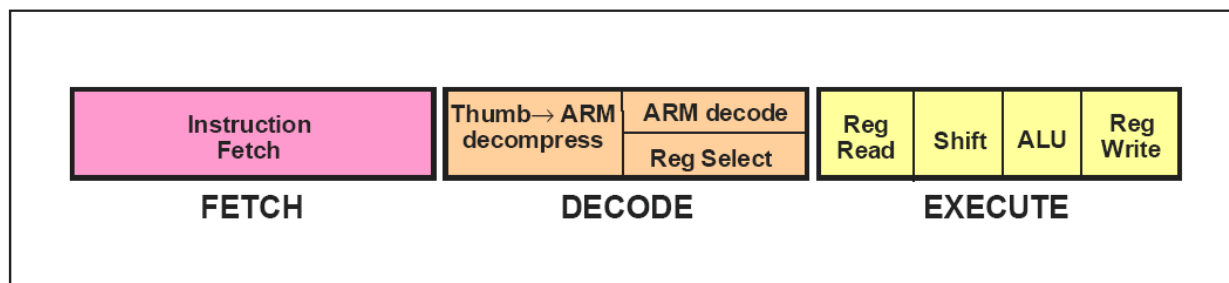 Instruction
Fetch
Thumb→ ARM
decompress
ARM decode
Reg Select
Reg
Read
Shift
ALU
Reg
Write
FETCH
DECODE
EXECUTE